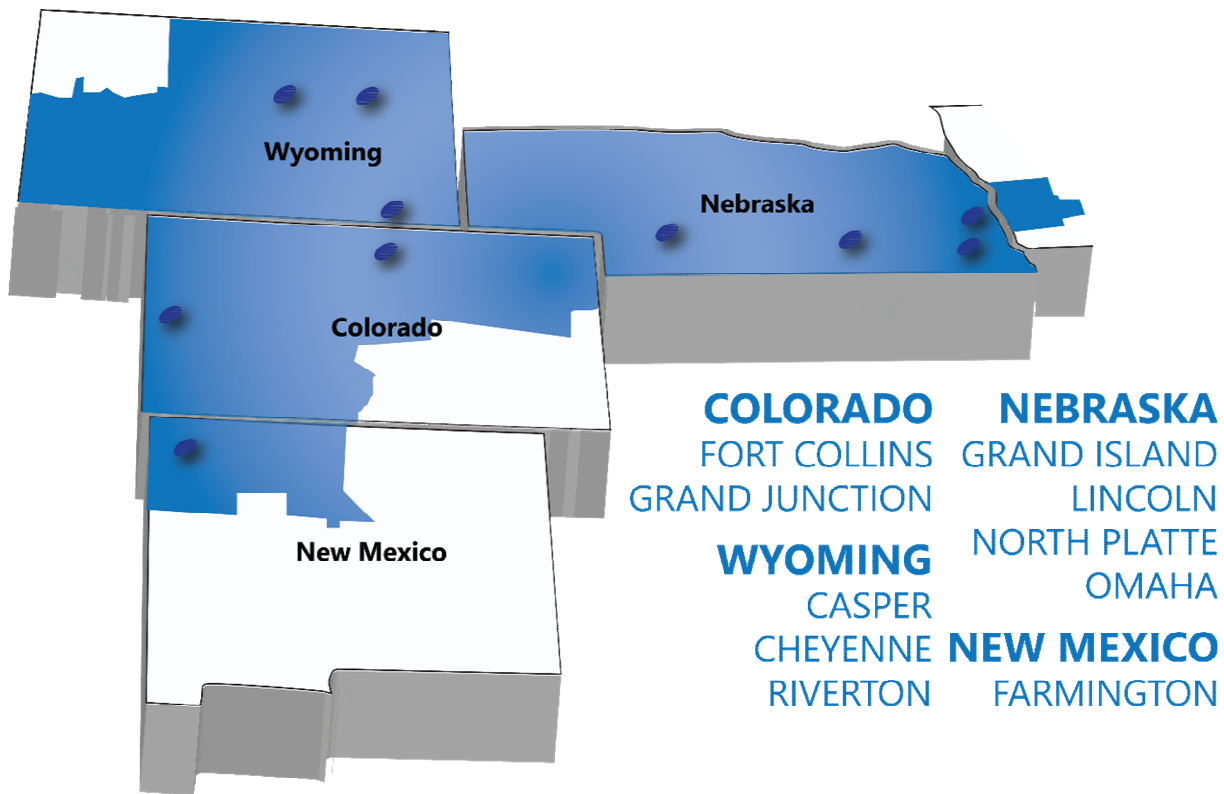 Wyoming
Nebraska
Colorado
New Mexico
COLORADO
FORT COLLINS
GRAND JUNCTION
WYOMING
CASPER
CHEYENNE
RIVERTON
NEBRASKA
GRAND ISLAND
LINCOLN
NORTH PLATTE
OMAHA
NEW MEXICO
FARMINGTON